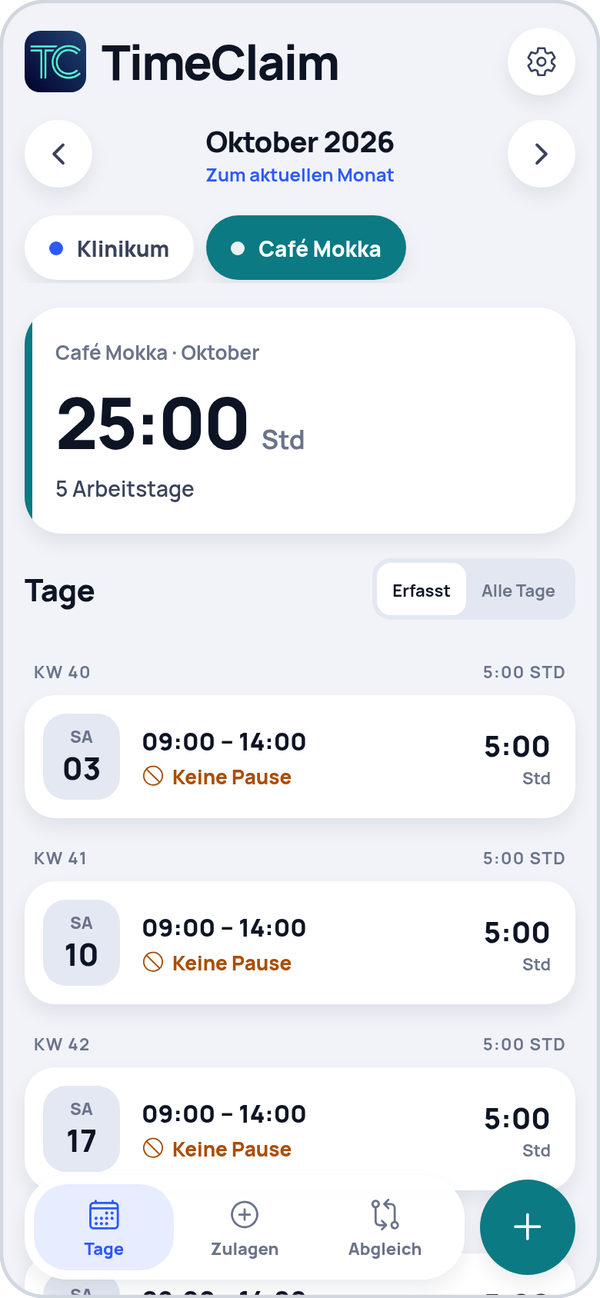 TC TimeClaim
Oktober 2026
Zum aktuellen Monat
Klinikum
Café Mokka
Café Mokka · Oktober
25:00 Std
5 Arbeitstage
Tage
Erfasst
Alle Tage
KW 40
5:00 STD
SA
03
09:00 – 14:00
Keine Pause
5:00
Std
KW 41
5:00 STD
SA
10
09:00 – 14:00
Keine Pause
5:00
Std
KW 42
5:00 STD
SA
17
09:00 – 14:00
Keine Pause
5:00
Std
Tage
Zulagen
Abgleich